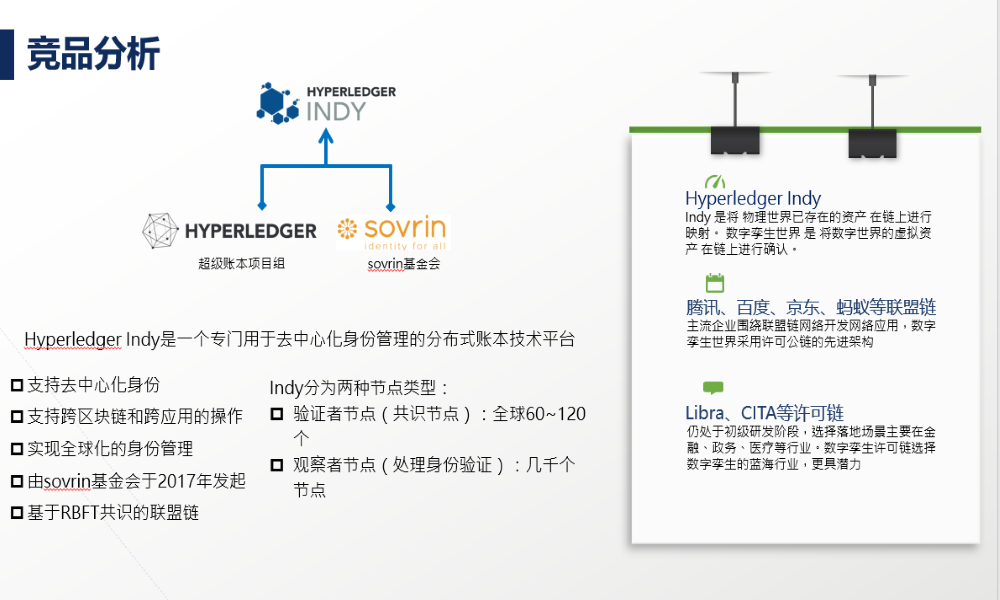 竞品分析
HYPERLEDGER
INDY
HYPERLEDGER
超级账本项目组
sovrin
identity for all
sovrin基金会
Hyperledger Indy是一个专门用于去中心化身份管理的分布式账本技术平台
支持去中心化身份
支持跨区块链和跨应用的操作
实现全球化的身份管理
由sovrin基金会于2017年发起
基于RBFT共识的联盟链
Indy分为两种节点类型：
验证者节点（共识节点）：全球60~120
个
观察者节点（处理身份验证）：几千个
节点
Hyperledger Indy
Indy 是将 物理世界已存在的资产 在链上进行
映射。 数字孪生世界 是 将数字世界的虚拟资
产 在链上进行确认。
腾讯、百度、京东、蚂蚁等联盟链
主流企业围绕联盟链网络开发网络应用，数字
孪生世界采用许可公链的先进架构
Libra、CITA等许可链
仍处于初级研发阶段，选择落地场景主要在金
融、政务、医疗等行业。数字孪生许可链选择
数字孪生的蓝海行业，更具潜力